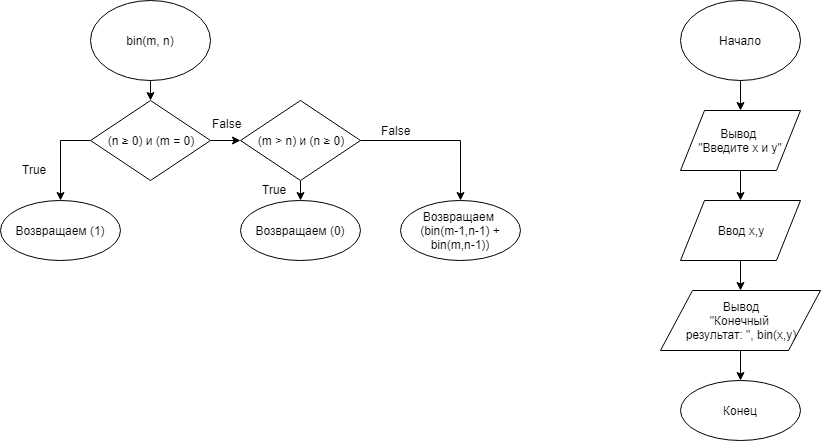 bin(m, n)
(n ≥ 0) и (m = 0)
False
(m > n) и (n ≥ 0)
False
True
True
Возвращаем (1)
Возвращаем (0)
Возвращаем
(bin(m-1,n-1) +
bin(m,n-1))
Начало
Вывод
"Введите x и y"
Ввод x,y
Вывод
"Конечный
результат: ", bin(x,y)
Конец